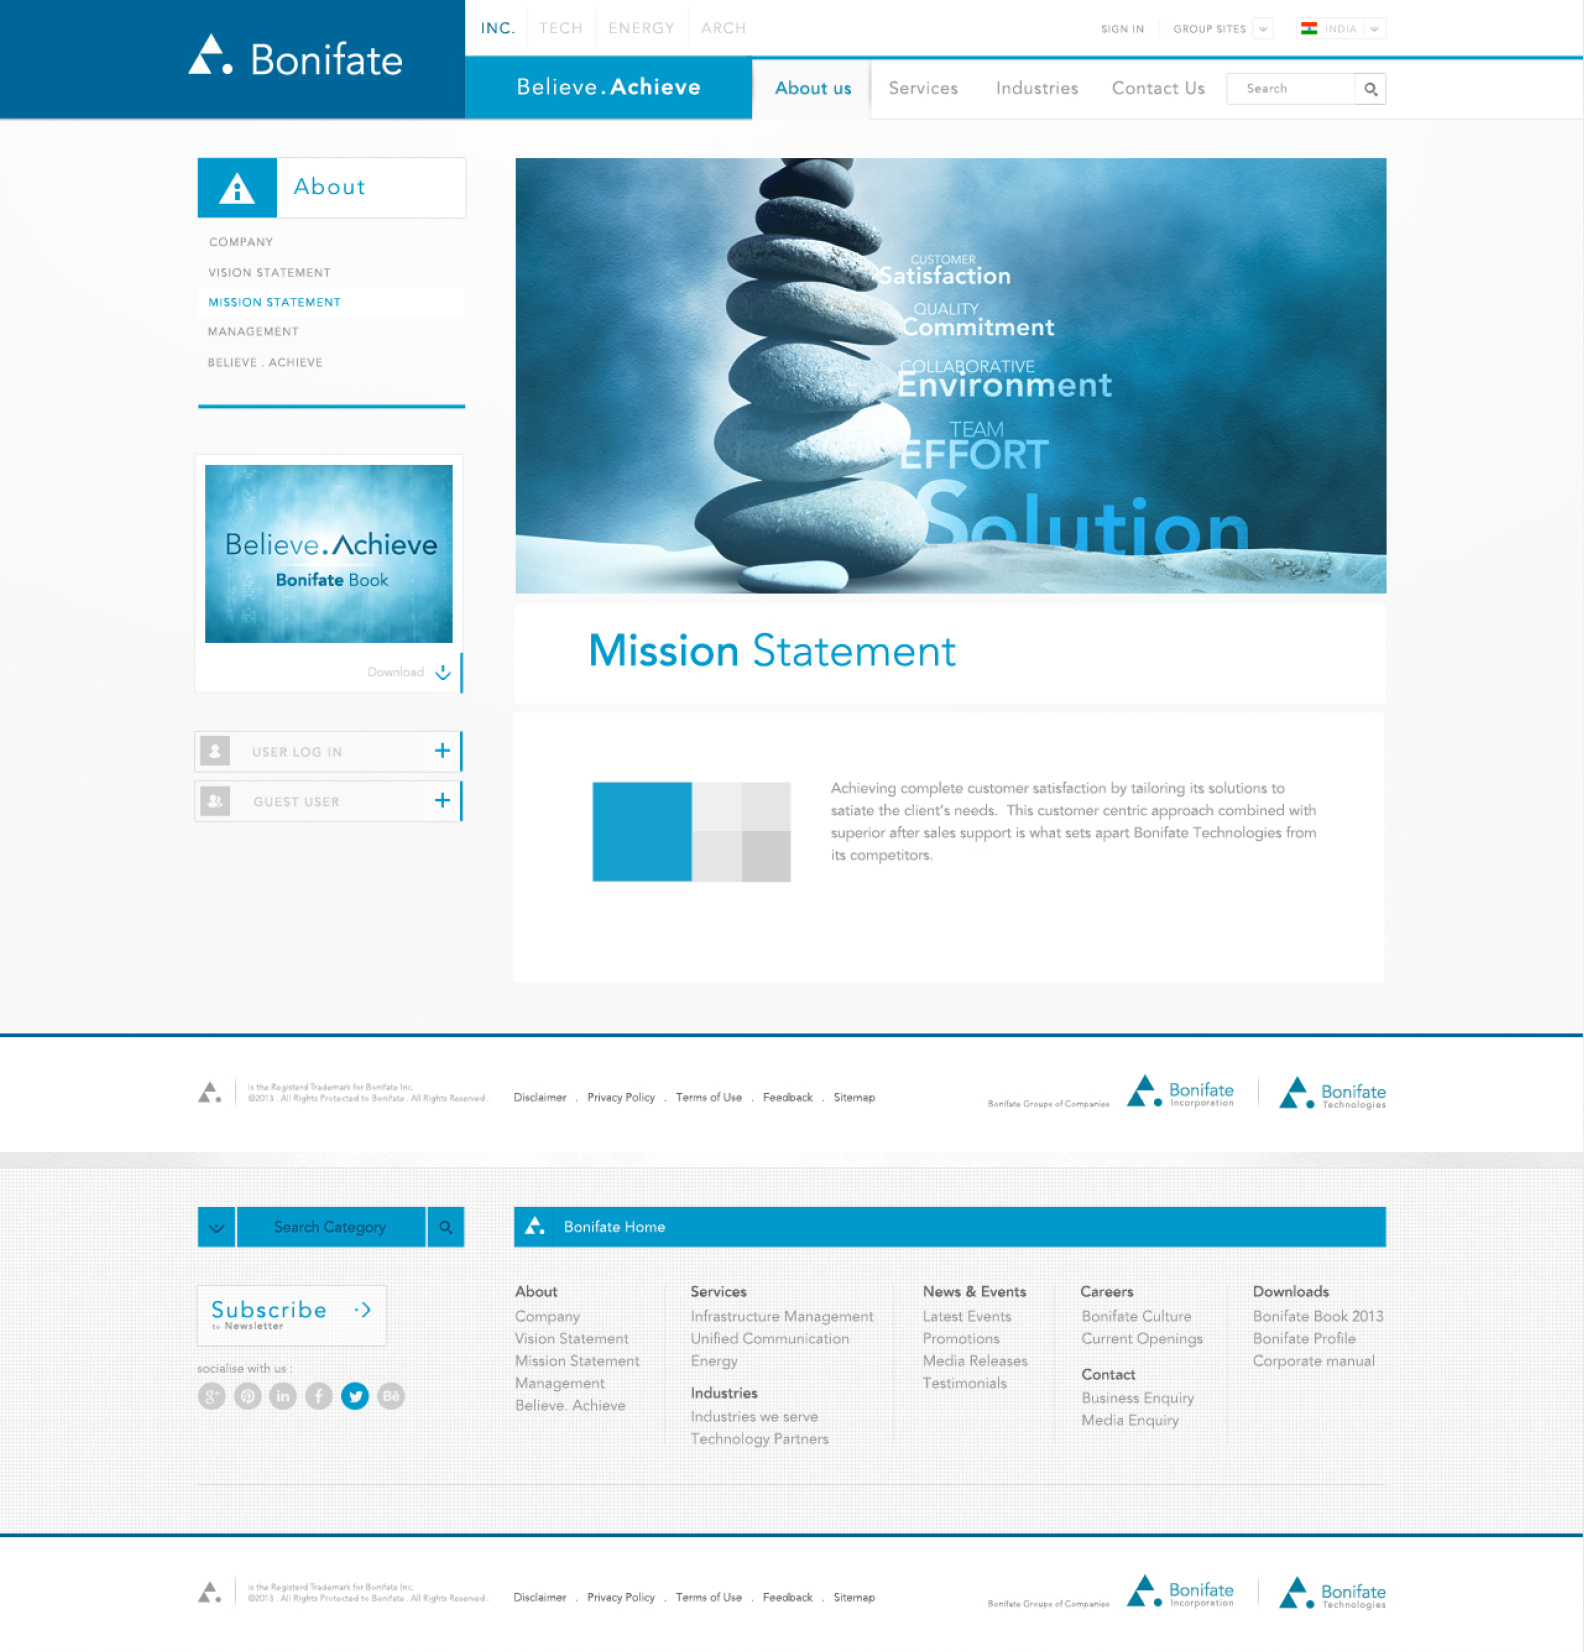 Bonifate
INC.
TECH
ENERGY
ARCH
SIGN IN
GROUP SITES
INDIA
Believe.Achieve
About us
Services
Industries
Contact Us
Search
About
COMPANY
VISION STATEMENT
MISSION STATEMENT
MANAGEMENT
BELIEVE . ACHIEVE
Believe.Achieve
Bonifate Book
Download
USER LOG IN
GUEST USER
CUSTOMER
Satisfaction
QUALITY
Commitment
COLLABORATIVE
Environment
TEAM
EFFORT
Solution
Mission Statement
Achieving complete customer satisfaction by tailoring its solutions to
satiate the client's needs.  This customer centric approach combined with
superior after sales support is what sets apart Bonifate Technologies from
its competitors.
is the Registerd Trademark for Bonifate Inc.
©2013 . All Rights Protected to Bonifate . All Rights Reserved .
Disclaimer . Privacy Policy . Terms of Use . Feedback . Sitemap
Bonifate Groups of Companies
Bonifate
Incorporation
Bonifate
Technologies
Search Category
Bonifate Home
Subscribe
to Newsletter
socialise with us :
g+
in
f
Bē
About
Company
Vision Statement
Mission Statement
Management
Believe. Achieve
Services
Infrastructure Management
Unified Communication
Energy
Industries
Industries we serve
Technology Partners
News & Events
Latest Events
Promotions
Media Releases
Testimonials
Careers
Bonifate Culture
Current Openings
Contact
Business Enquiry
Media Enquiry
Downloads
Bonifate Book 2013
Bonifate Profile
Corporate manual
is the Registerd Trademark for Bonifate Inc.
©2013 . All Rights Protected to Bonifate . All Rights Reserved .
Disclaimer . Privacy Policy . Terms of Use . Feedback . Sitemap
Bonifate Groups of Companies
Bonifate
Incorporation
Bonifate
Technologies